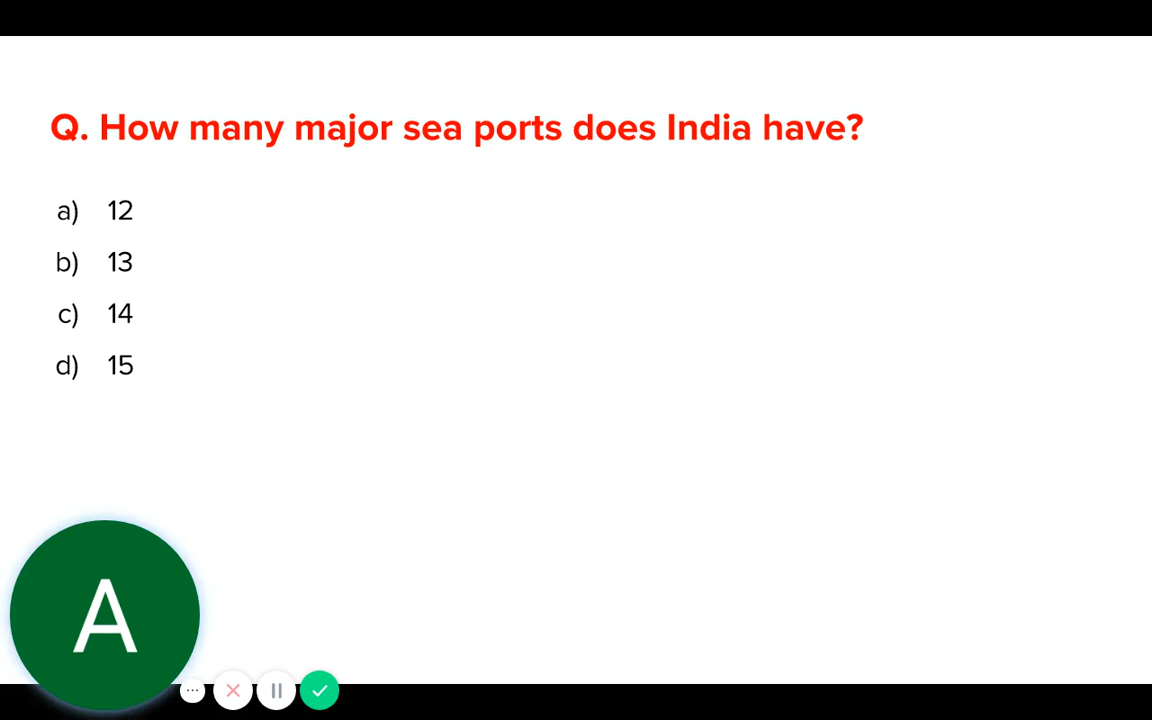 Q. How many major sea ports does India have?
a) 12
b) 13
c) 14
d) 15
A